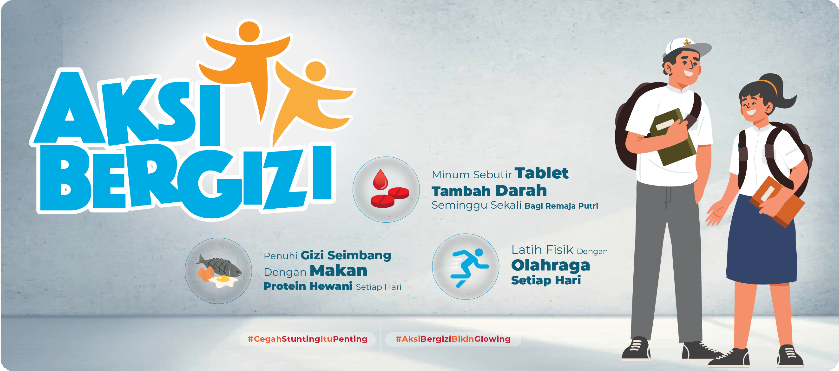 AKSI
BERGIZI
Minum Sebutir Tablet
Tambah Darah
Seminggu Sekali Bagi Remaja Putri
Penuhi Gizi Seimbang
Dengan Makan
Protein Hewani Setiap Hari
Latih Fisik Dengan
Olahraga
Setiap Hari
#CegahStuntingItuPenting
#AksiBergiziBikinGlowing